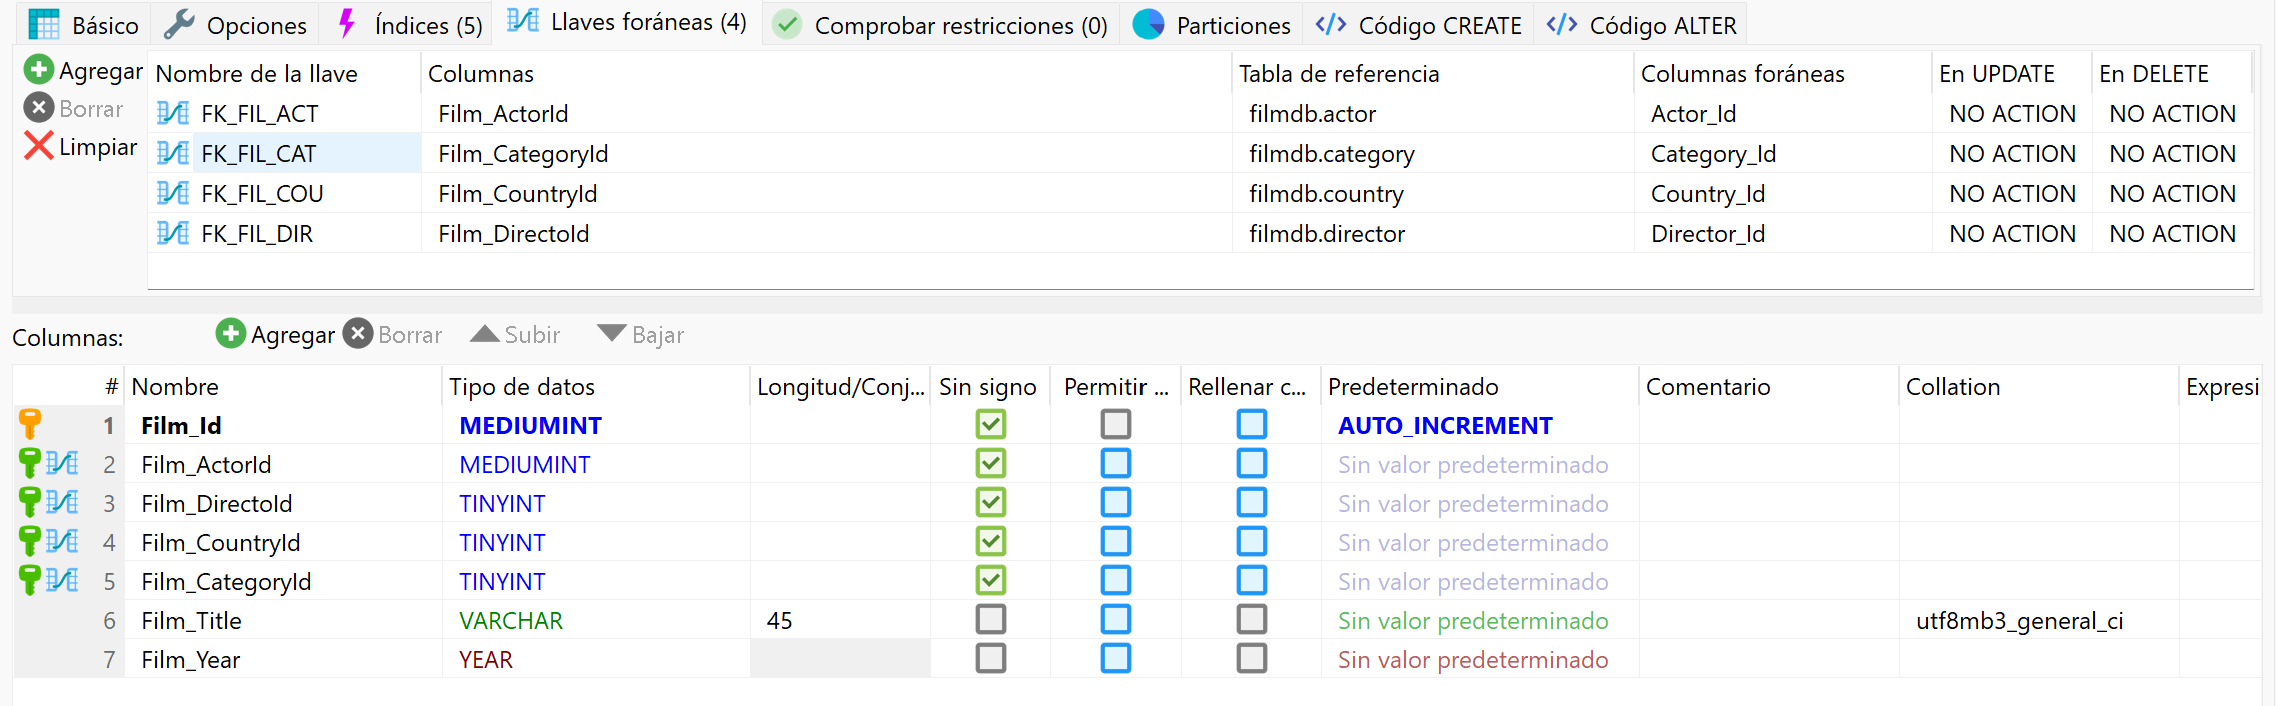 Básico Opciones Índices (5) Llaves foráneas (4) Comprobar restricciones (0) Particiones Código CREATE Código ALTER
Agregar
Borrar
Limpiar
Nombre de la llave Columnas Tabla de referencia Columnas foráneas En UPDATE En DELETE
FK_FIL_ACT Film_ActorId filmdb.actor Actor_Id NO ACTION NO ACTION
FK_FIL_CAT Film_CategoryId filmdb.category Category_Id NO ACTION NO ACTION
FK_FIL_COU Film_CountryId filmdb.country Country_Id NO ACTION NO ACTION
FK_FIL_DIR Film_DirectoId filmdb.director Director_Id NO ACTION NO ACTION
Columnas: Agregar Borrar Subir Bajar
# Nombre Tipo de datos Longitud/Conj... Sin signo Permitir ... Rellenar c... Predeterminado Comentario Collation Expresi
1 Film_Id MEDIUMINT AUTO_INCREMENT
2 Film_ActorId MEDIUMINT Sin valor predeterminado
3 Film_DirectoId TINYINT Sin valor predeterminado
4 Film_CountryId TINYINT Sin valor predeterminado
5 Film_CategoryId TINYINT Sin valor predeterminado
6 Film_Title VARCHAR 45 Sin valor predeterminado utf8mb3_general_ci
7 Film_Year YEAR Sin valor predeterminado